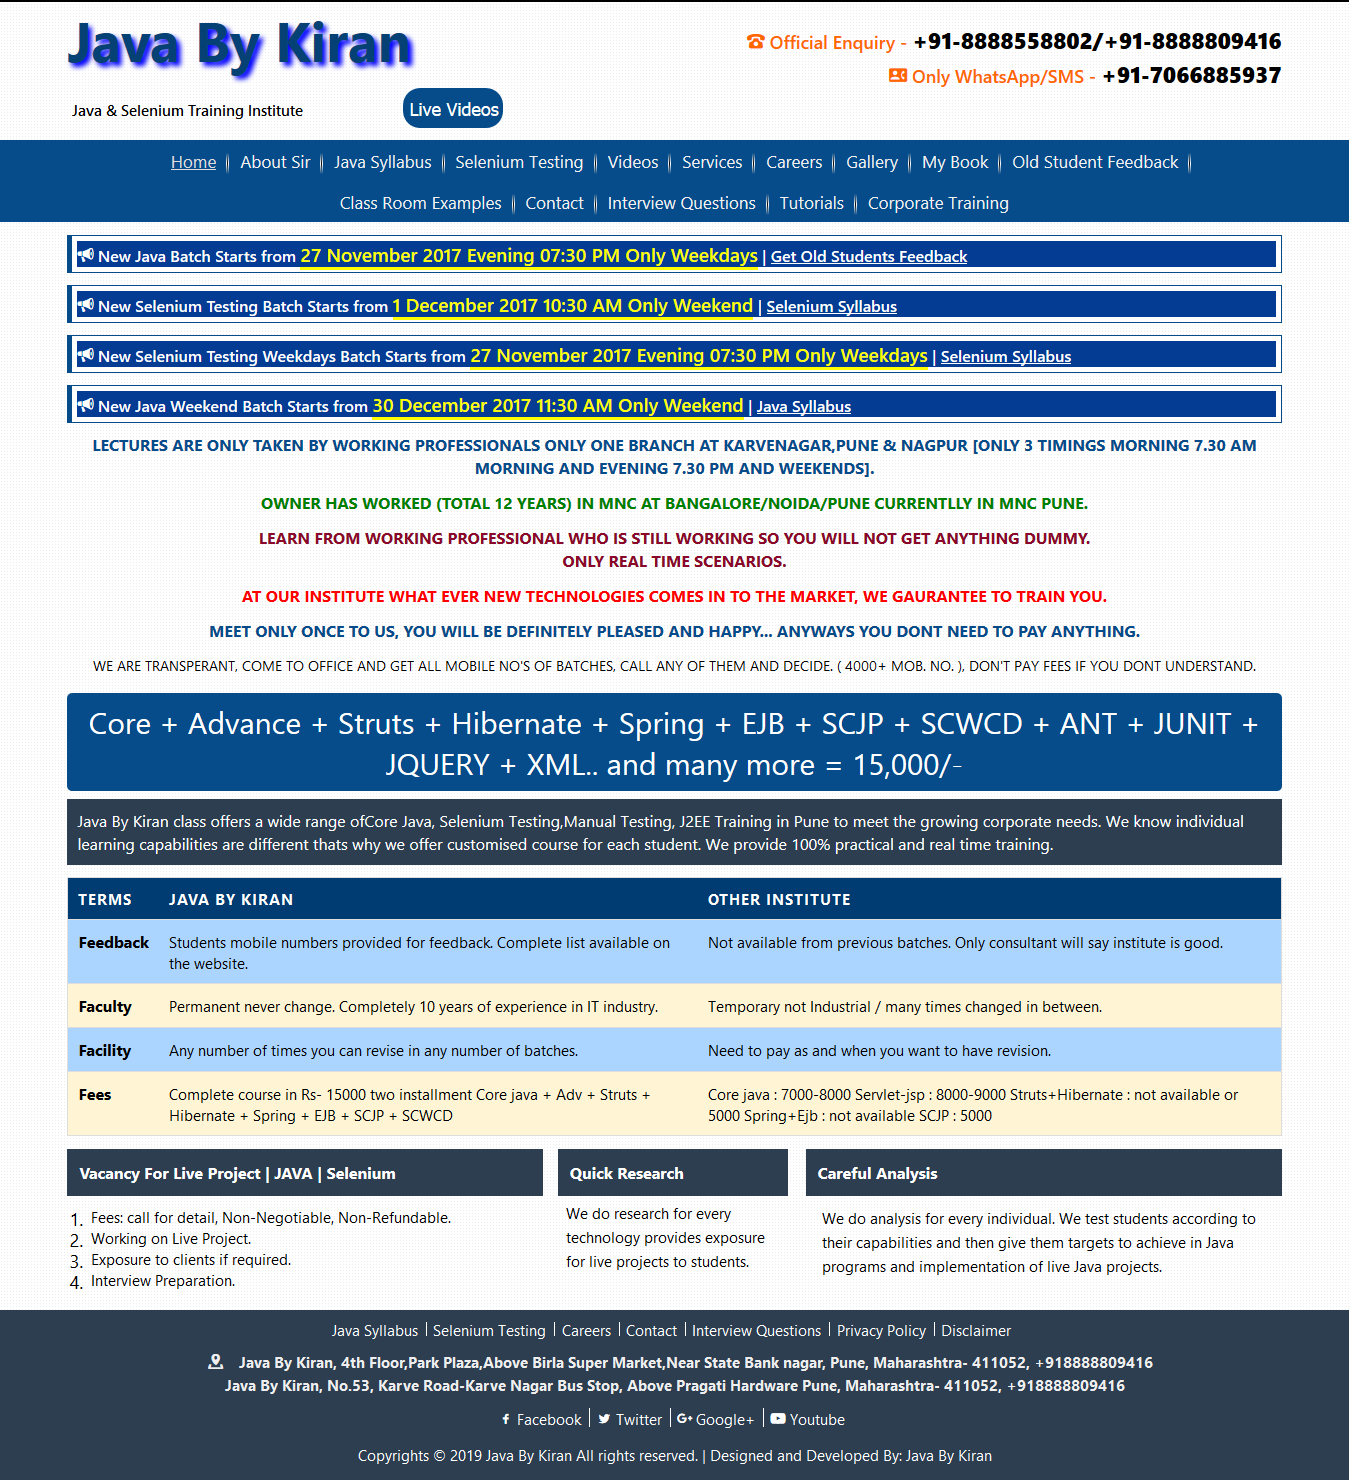 Java By Kiran
Official Enquiry - +91-8888558802/+91-8888809416
Only WhatsApp/SMS - +91-7066885937
Java & Selenium Training Institute
Live Videos
Home About Sir Java Syllabus Selenium Testing Videos Services Careers Gallery My Book Old Student Feedback
Class Room Examples Contact Interview Questions Tutorials Corporate Training
New Java Batch Starts from 27 November 2017 Evening 07:30 PM Only Weekdays | Get Old Students Feedback
New Selenium Testing Batch Starts from 1 December 2017 10:30 AM Only Weekend | Selenium Syllabus
New Selenium Testing Weekdays Batch Starts from 27 November 2017 Evening 07:30 PM Only Weekdays | Selenium Syllabus
New Java Weekend Batch Starts from 30 December 2017 11:30 AM Only Weekend | Java Syllabus
LECTURES ARE ONLY TAKEN BY WORKING PROFESSIONALS ONLY ONE BRANCH AT KARVENAGAR,PUNE & NAGPUR [ONLY 3 TIMINGS MORNING 7.30 AM
MORNING AND EVENING 7.30 PM AND WEEKENDS].
OWNER HAS WORKED (TOTAL 12 YEARS) IN MNC AT BANGALORE/NOIDA/PUNE CURRENTLLY IN MNC PUNE.
LEARN FROM WORKING PROFESSIONAL WHO IS STILL WORKING SO YOU WILL NOT GET ANYTHING DUMMY.
ONLY REAL TIME SCENARIOS.
AT OUR INSTITUTE WHAT EVER NEW TECHNOLOGIES COMES IN TO THE MARKET, WE GAURANTEE TO TRAIN YOU.
MEET ONLY ONCE TO US, YOU WILL BE DEFINITELY PLEASED AND HAPPY... ANYWAYS YOU DONT NEED TO PAY ANYTHING.
WE ARE TRANSPERANT, COME TO OFFICE AND GET ALL MOBILE NO'S OF BATCHES, CALL ANY OF THEM AND DECIDE. ( 4000+ MOB. NO. ), DON'T PAY FEES IF YOU DONT UNDERSTAND.
Core + Advance + Struts + Hibernate + Spring + EJB + SCJP + SCWCD + ANT + JUNIT +
JQUERY + XML.. and many more = 15,000/-
Java By Kiran class offers a wide range ofCore Java, Selenium Testing,Manual Testing, J2EE Training in Pune to meet the growing corporate needs. We know individual
learning capabilities are different thats why we offer customised course for each student. We provide 100% practical and real time training.
TERMS JAVA BY KIRAN OTHER INSTITUTE
Feedback Students mobile numbers provided for feedback. Complete list available on Not available from previous batches. Only consultant will say institute is good.
the website.
Faculty Permanent never change. Completely 10 years of experience in IT industry. Temporary not Industrial / many times changed in between.
Facility Any number of times you can revise in any number of batches. Need to pay as and when you want to have revision.
Fees Complete course in Rs- 15000 two installment Core java + Adv + Struts + Core java : 7000-8000 Servlet-jsp : 8000-9000 Struts+Hibernate : not available or
Hibernate + Spring + EJB + SCJP + SCWCD 5000 Spring+Ejb : not available SCJP : 5000
Vacancy For Live Project | JAVA | Selenium
1. Fees: call for detail, Non-Negotiable, Non-Refundable.
2. Working on Live Project.
3. Exposure to clients if required.
4. Interview Preparation.
Quick Research
We do research for every
technology provides exposure
for live projects to students.
Careful Analysis
We do analysis for every individual. We test students according to
their capabilities and then give them targets to achieve in Java
programs and implementation of live Java projects.
Java Syllabus Selenium Testing Careers Contact Interview Questions Privacy Policy Disclaimer
Java By Kiran, 4th Floor,Park Plaza,Above Birla Super Market,Near State Bank nagar, Pune, Maharashtra- 411052, +918888809416
Java By Kiran, No.53, Karve Road-Karve Nagar Bus Stop, Above Pragati Hardware Pune, Maharashtra- 411052, +918888809416
Facebook Twitter Google+ Youtube
Copyrights © 2019 Java By Kiran All rights reserved. | Designed and Developed By: Java By Kiran